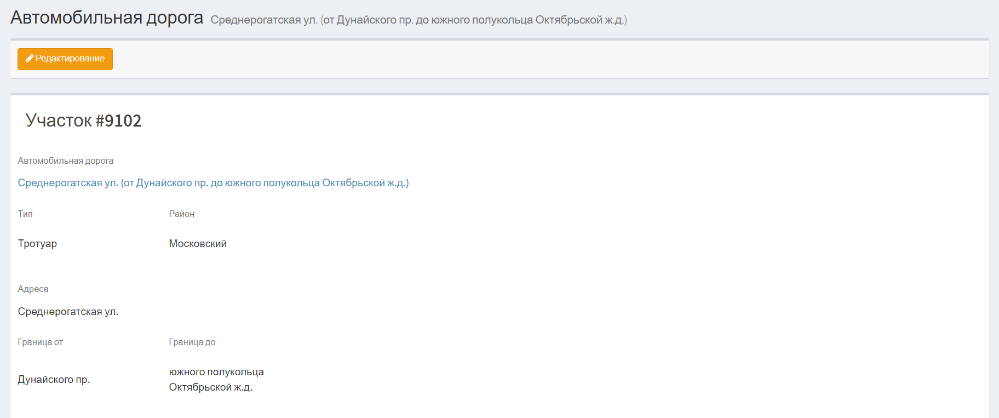 Автомобильная дорога Среднерогатская ул. (от Дунайского пр. до южного полукольца Октябрьской ж.д.)
Редактирование
Участок #9102
Автомобильная дорога
Среднерогатская ул. (от Дунайского пр. до южного полукольца Октябрьской ж.д.)
Тип Район
Тротуар Московский
Адреса
Среднерогатская ул.
Граница от Граница до
Дунайского пр.
южного полукольца
Октябрьской ж.д.